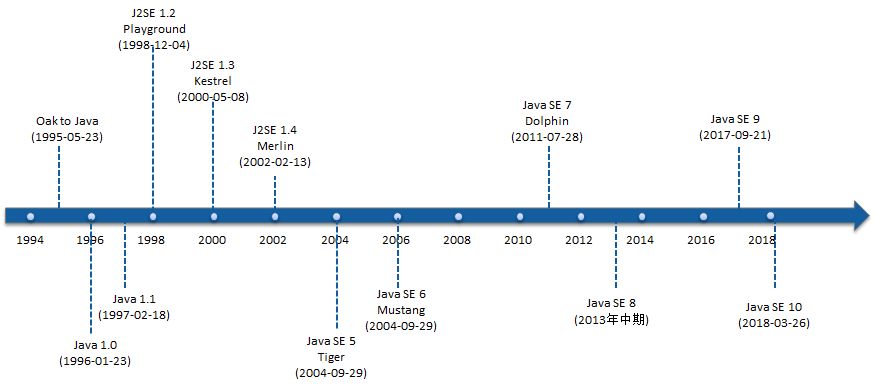 J2SE 1.2
Playground
(1998-12-04)
J2SE 1.3
Kestrel
(2000-05-08)
Oak to Java
(1995-05-23)
J2SE 1.4
Merlin
(2002-02-13)
Java SE 7
Dolphin
(2011-07-28)
Java SE 9
(2017-09-21)
1994 1996 1998 2000 2002 2004 2006 2008 2010 2012 2014 2016 2018
Java 1.1
(1997-02-18)
Java 1.0
(1996-01-23)
Java SE 5
Tiger
(2004-09-29)
Java SE 6
Mustang
(2004-09-29)
Java SE 8
(2013年中期)
Java SE 10
(2018-03-26)